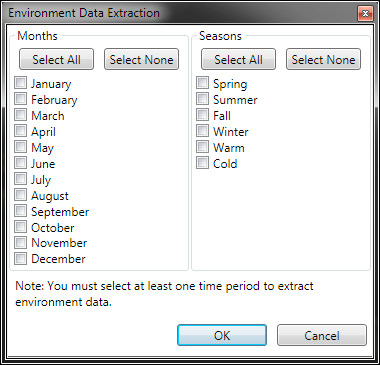 Environment Data Extraction
Months
Select All
Select None
January
February
March
April
May
June
July
August
September
October
November
December
Seasons
Select All
Select None
Spring
Summer
Fall
Winter
Warm
Cold
Note: You must select at least one time period to extract
environment data.
OK
Cancel